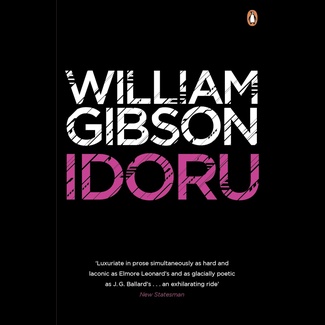 WILLIAM
GIBSON
IDORU
'Luxuriate in prose simultaneously as hard and
laconic as Elmore Leonard's and as glacially poetic
as J. G. Ballard's . . . an exhilarating ride'
New Statesman